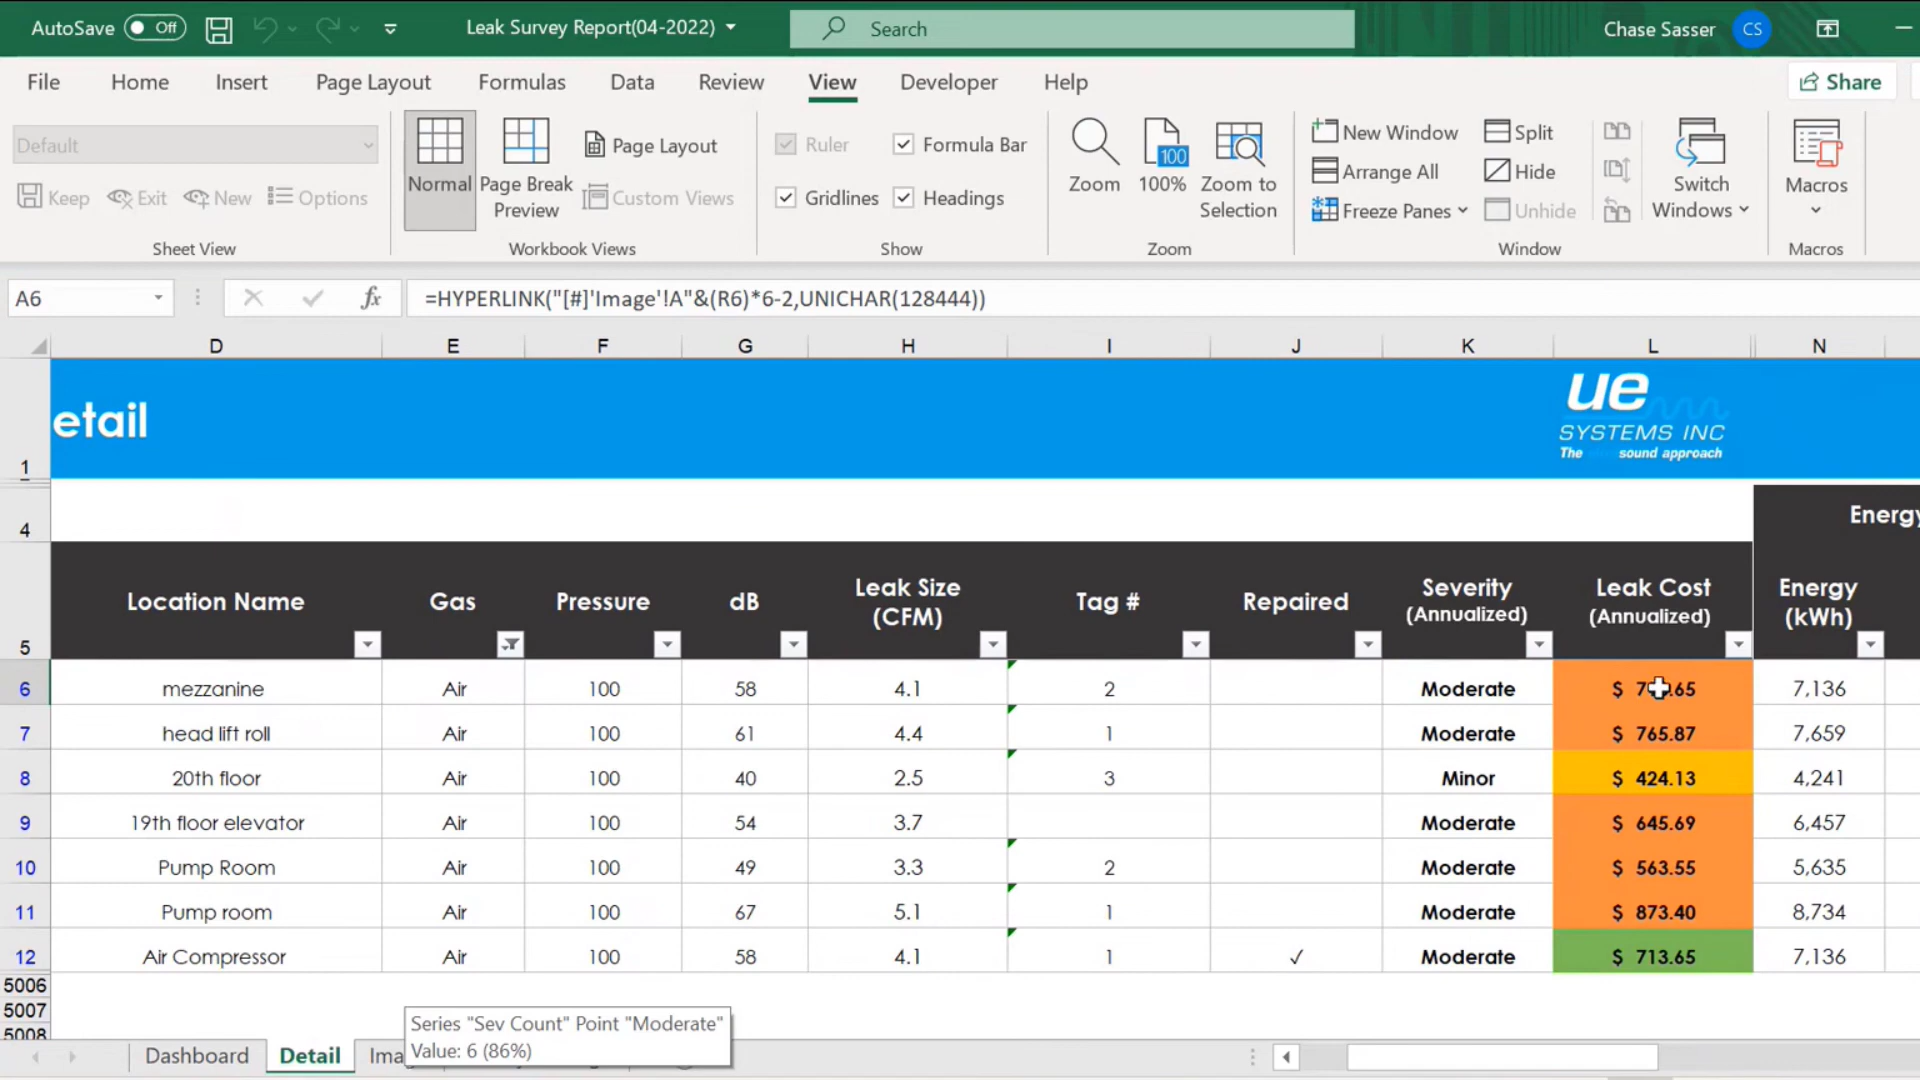 AutoSave Off Leak Survey Report(04-2022) Search Chase Sasser CS
File Home Insert Page Layout Formulas Data Review View Developer Help Share
Default
Keep Exit New Options
Sheet View
Normal
Page Break
Preview
Page Layout
Custom Views
Workbook Views
Ruler Formula Bar
Gridlines Headings
Show
Zoom
100
100%
Zoom to
Selection
Zoom
New Window
Arrange All
Freeze Panes
Split
Hide
Unhide
Window
Switch
Windows
Macros
Macros
A6 fx =HYPERLINK("[#]'Image'!A"&(R6)*6-2,UNICHAR(128444))
D E F G H I J K L N
1 etail
ue
SYSTEMS INC
The sound approach
4 Energy
5 Location Name Gas Pressure dB Leak Size (CFM) Tag # Repaired Severity (Annualized) Leak Cost (Annualized) Energy (kWh)
6 mezzanine Air 100 58 4.1 2 Moderate $ .65 7,136
7 head lift roll Air 100 61 4.4 1 Moderate $ 765.87 7,659
8 20th floor Air 100 40 2.5 3 Minor $ 424.13 4,241
9 19th floor elevator Air 100 54 3.7 Moderate $ 645.69 6,457
10 Pump Room Air 100 49 3.3 2 Moderate $ 563.55 5,635
11 Pump room Air 100 67 5.1 1 Moderate $ 873.40 8,734
12 Air Compressor Air 100 58 4.1 1 ✓ Moderate $ 713.65 7,136
5006
5007
5008
Series "Sev Count" Point "Moderate"
Value: 6 (86%)
Dashboard Detail